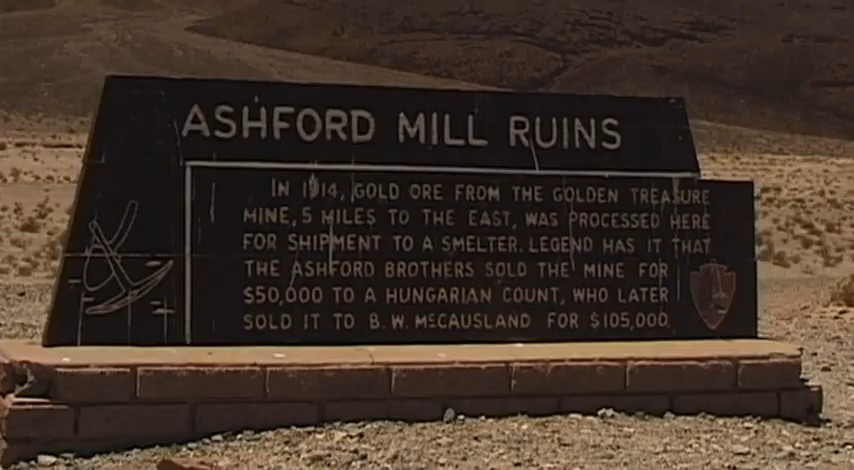 ASHFORD MILL RUINS
IN 1914, GOLD ORE FROM THE GOLDEN TREASURE
MINE, 5 MILES TO THE EAST, WAS PROCESSED HERE
FOR SHIPMENT TO A SMELTER. LEGEND HAS IT THAT
THE ASHFORD BROTHERS SOLD THE MINE FOR
$50,000 TO A HUNGARIAN COUNT, WHO LATER
SOLD IT TO B.W. MCCAUSLAND FOR $105,000.